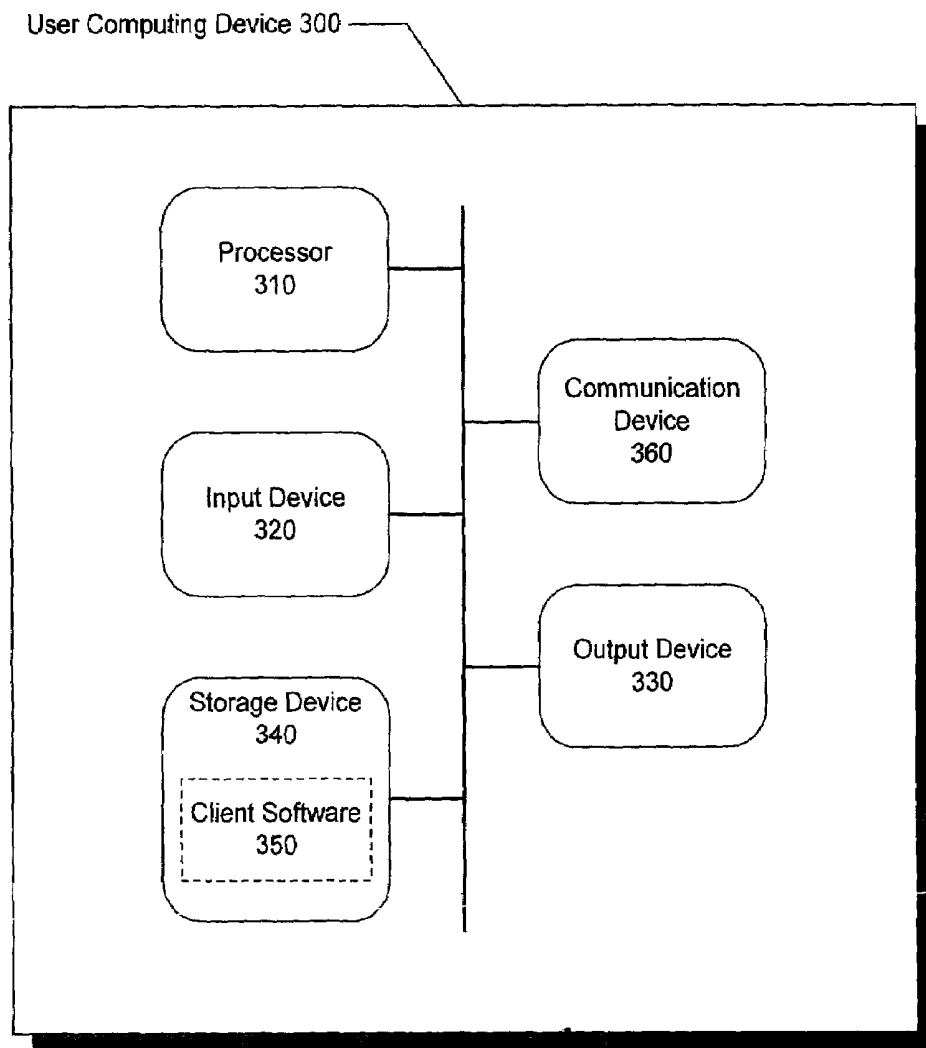 User Computing Device 300
Processor
310
Communication
Device
360
Input Device
320
Output Device
330
Storage Device
340
Client Software
350